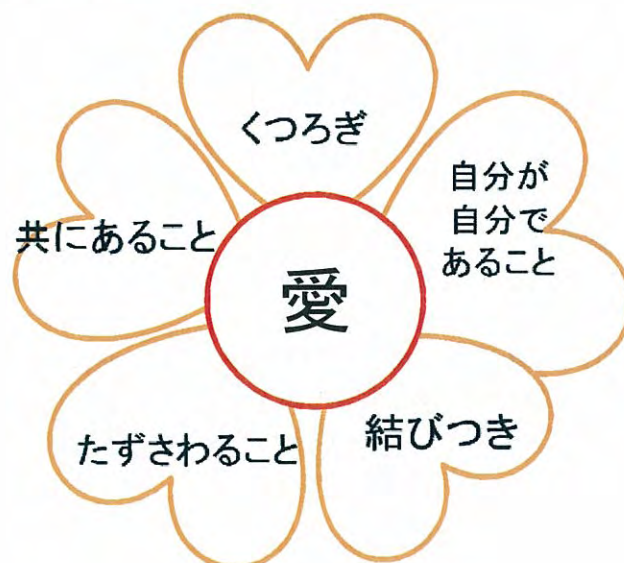 くつろぎ
自分が
自分で
あること
共にあること
愛
たずさわること
結びつき